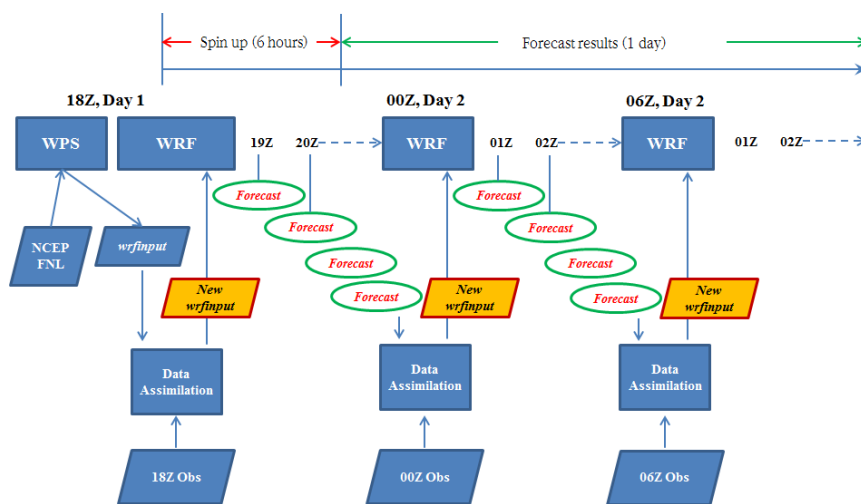 Spin up (6 hours)
Forecast results (1 day)
18Z, Day 1
00Z, Day 2
06Z, Day 2
WPS
WRF
19Z
20Z
WRF
01Z
02Z
WRF
01Z
02Z
Forecast
Forecast
Forecast
Forecast
Forecast
Forecast
Forecast
Forecast
NCEP
FNL
wrfinput
New
wrfinput
New
wrfinput
New
wrfinput
Data
Assimilation
Data
Assimilation
Data
Assimilation
18Z Obs
00Z Obs
06Z Obs